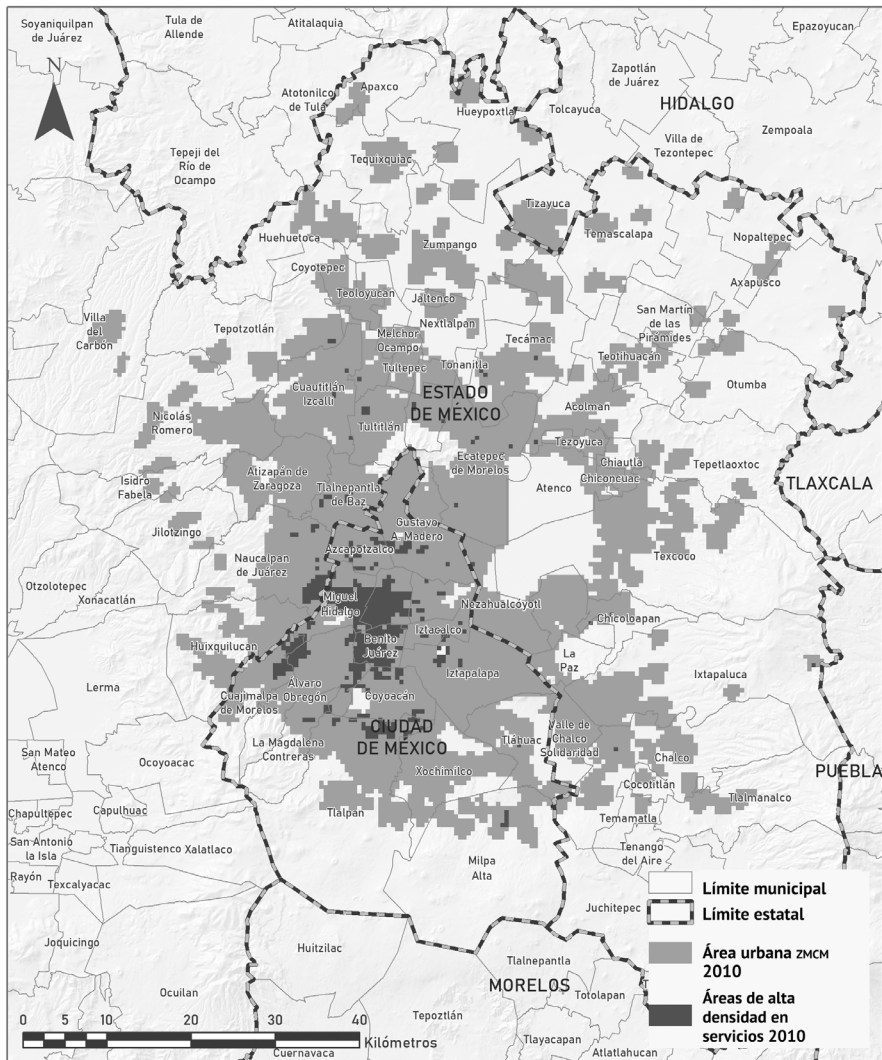 Soyaniquilpan
de Juárez
Tula de
Allende
Atitalaquia
Epazoyucan
N
Atotonilco
de Tula
Apaxco
Hueypoxtla
Tolcayuca
Zapotlán
de Juárez
HIDALGO
Zempoala
Villa de
Tezontepec
Tepeji del
Río de
Ocampo
Tequixquiac
Tizayuca
Temascalapa
Nopaltepec
Huehuetoca
Zumpango
Axapusco
Coyotepec
Teoloyucan
Jaltenco
Nextlalpan
San Martín
de las
Pirámides
Villa
del
Carbón
Tepotzotlán
Melchor
Ocampo
Tecámac
Teotihuacan
Tultepec
Tonanitla
Otumba
Cuautitlán
Izcalli
ESTADO
DE MÉXICO
Acolman
Nicolás
Romero
Tultitlán
Tezoyuca
Ecatepec
de Morelos
Chiautla
Chiconcuac
Tepetlaoxtoc
Atizapán de
Zaragoza
Isidro
Fabela
Tlalnepantla
de Baz
Atenco
TLAXCALA
Jilotzingo
Gustavo
A. Madero
Azcapotzalco
Naucalpan
de Juárez
Texcoco
Otzolotepec
Xonacatlán
Miguel
Hidalgo
Nezahualcóyotl
Chicoloapan
Iztacalco
Benito
Juárez
Huixquilucan
La
Paz
Iztapalapa
Ixtapaluca
Lerma
Álvaro
Obregón
Cuajimalpa
de Morelos
Coyoacán
CIUDAD
DE MÉXICO
La Magdalena
Contreras
Tláhuac
Valle de
Chalco
Solidaridad
Chalco
San Mateo
Atenco
Ocoyoacac
Xochimilco
PUEBLA
Cocotitlán
Tlalmanalco
Chapultepec
Capulhuac
Tlalpan
Temamatla
San Antonio
la Isla
Tianguistenco
Xalatlaco
Tenango
del Aire
Rayón
Texcalyacac
Milpa
Alta
Juchitepec
Joquicingo
Huitzilac
Tlalnepantla
MORELOS
Totolapan
Ocuilan
Tepoztlán
Tlayacapan
Atlatlahucan
Cuernavaca
Límite municipal
Límite estatal
Área urbana ZMCM
2010
Áreas de alta
densidad en
servicios 2010
0 5 10 20 30 40
Kilómetros